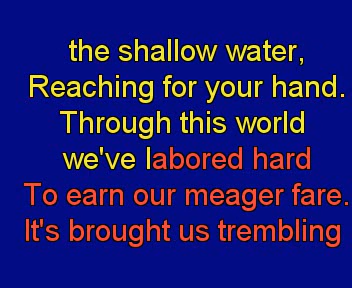 the shallow water,
Reaching for your hand.
Through this world
we've labored hard
To earn our meager fare.
It's brought us trembling